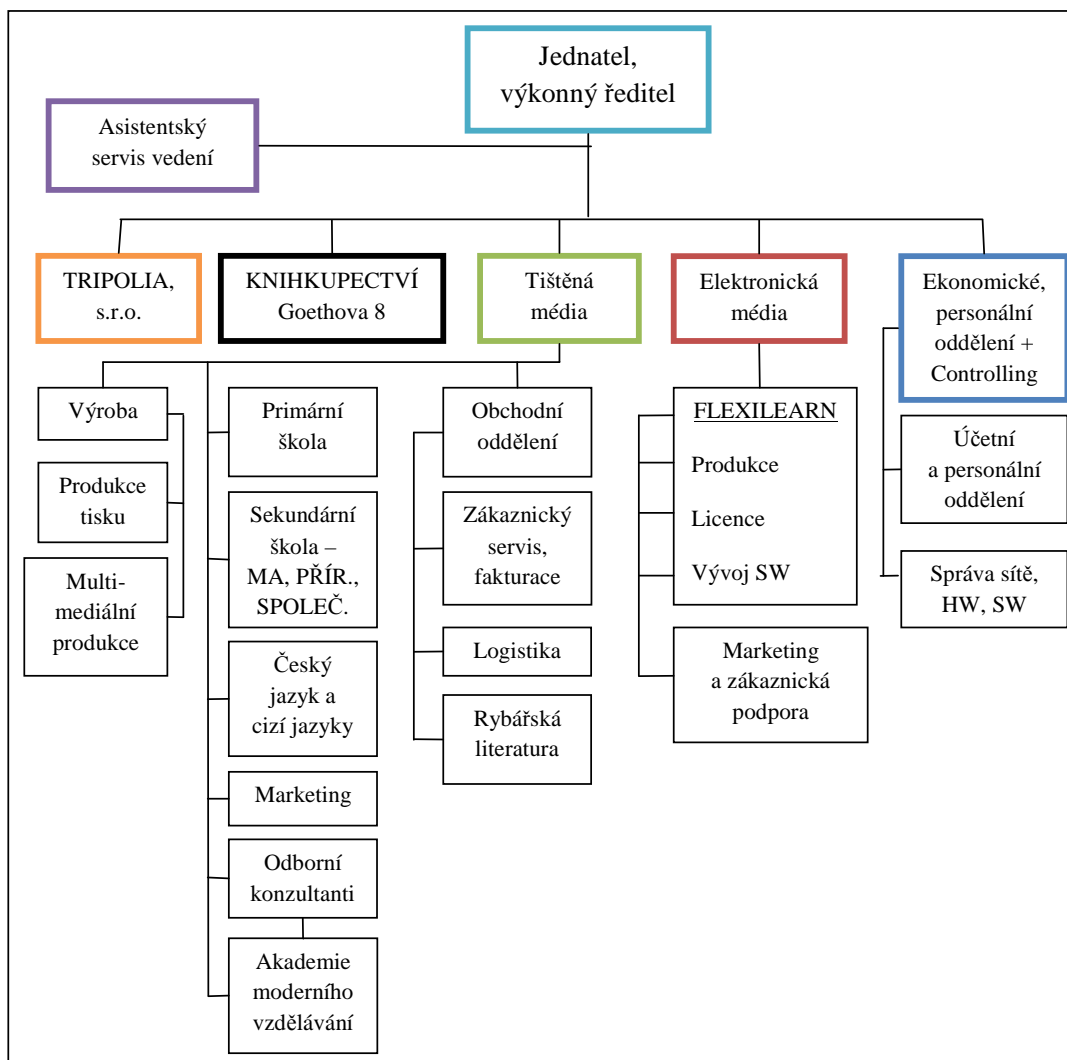 Jednatel,
výkonný ředitel
Asistentský
servis vedení
TRIPOLIA,
s.r.o.
KNIHKUPECTVÍ
Goethova 8
Tištěná
média
Elektronická
média
Ekonomické,
personální
oddělení +
Controlling
Výroba
Produkce
tisku
Multi-
mediální
produkce
Primární
škola
Sekundární
škola –
MA, PŘÍR.,
SPOLEČ.
Český
jazyk a
cizí jazyky
Marketing
Odborní
konzultanti
Akademie
moderního
vzdělávání
Obchodní
oddělení
Zákaznický
servis,
fakturace
Logistika
Rybářská
literatura
FLEXILEARN
Produkce
Licence
Vývoj SW
Marketing
a zákaznická
podpora
Účetní
a personální
oddělení
Správa sítě,
HW, SW